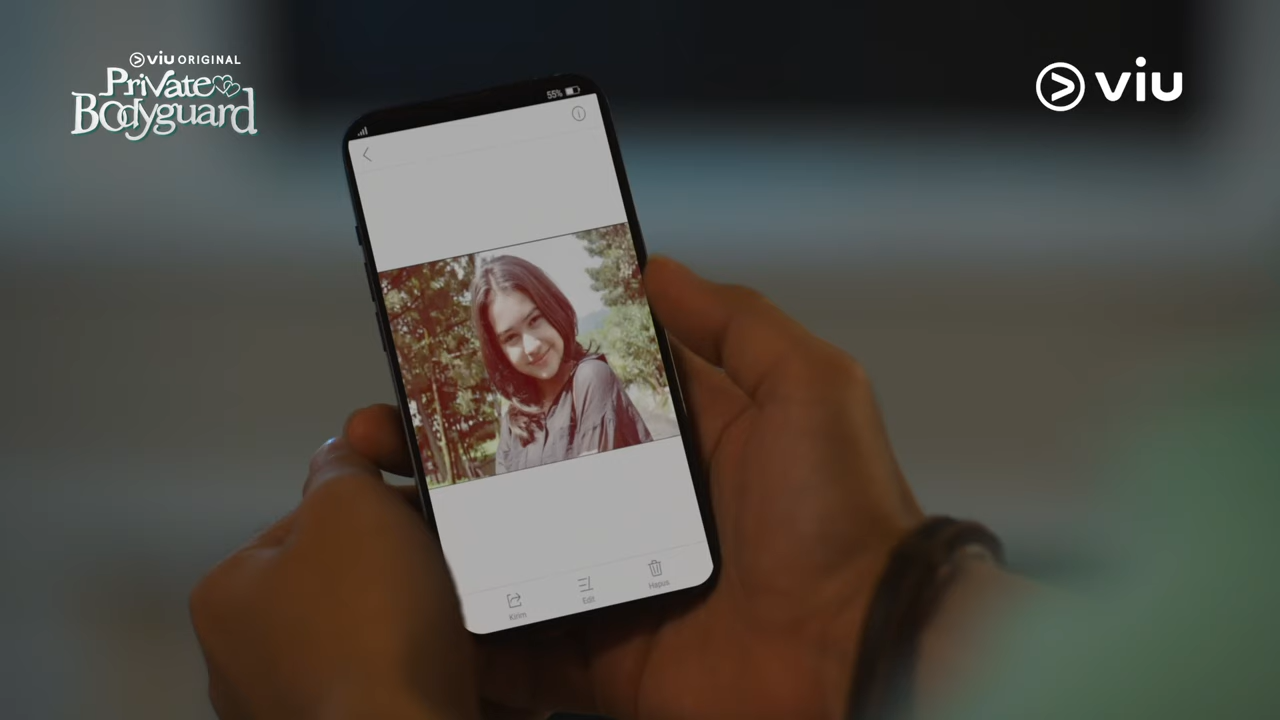 viu ORIGINAL
Private
Bodyguard
viu
55%
Kirim
Edit
Hapus